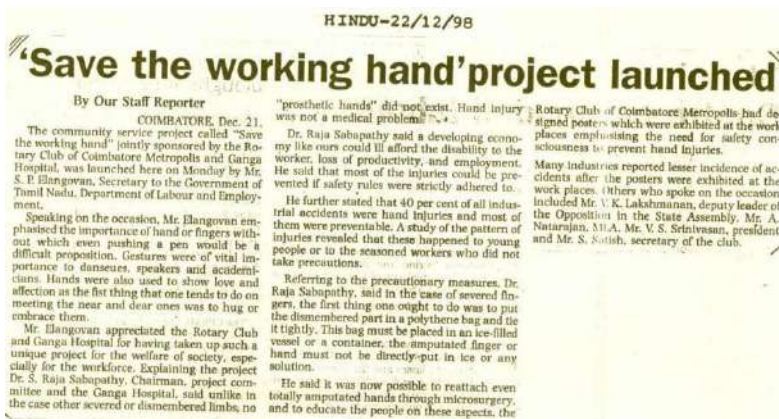 HINDU-22/12/98
'Save the working hand' project launched
By Our Staff Reporter
COIMBATORE, Dec. 21.
The community service project called "Save
the working hand" jointly sponsored by the Ro-
tary Club of Coimbatore Metropolis and Ganga
Hospital, was launched here on Monday by Mr.
S. P. Elangovan, Secretary to the Government of
Tamil Nadu, Department of Labour and Employ-
ment.
Speaking on the occasion, Mr. Elangovan em-
phasised the importance of hand or fingers with-
out which even pushing a pen would be a
difficult proposition. Gestures were of vital im-
portance to danseues, speakers and academi-
cians. Hands were also used to show love and
affection as the fist thing that one tends to do on
meeting the near and dear ones was to hug or
embrace them.
Mr. Elangovan appreciated the Rotary Club
and Ganga Hospital for having taken up such a
unique project for the welfare of society, espe-
cially for the workforce. Explaining the project
Dr. S. Raja Sabapathy, Chairman, project com-
mittee and the Ganga Hospital, said unlike in
the case other severed or dismembered limbs, no
"prosthetic hands" did not exist. Hand injury
was not a medical problem.
Dr. Raja Sabapathy said a developing econo-
my like ours could ill afford the disability to the
worker, loss of productivity, and employment.
He said that most of the injuries could be pre-
vented if safety rules were strictly adhered to.
He further stated that 40 per cent of all indus-
trial accidents were hand injuries and most of
them were preventable. A study of the pattern of
injuries revealed that these happened to young
people or to the seasoned workers who did not
take precautions.
Referring to the precautionary measures, Dr.
Raja Sabapathy, said in the case of severed fin-
gers, the first thing one ought to do was to put
the dismembered part in a polythene bag and tie
it tightly. This bag must be placed in an ice-filled
vessel or a container, the amputated finger or
hand must not be directly put in ice or any
solution.
He said it was now possible to reattach even
totally amputated hands through microsurgery,
and to educate the people on these aspects, the
Rotary Club of Coimbatore Metropolis had de-
signed posters which were exhibited at the work
places emphasising the need for safety con-
sciousness to prevent hand injuries.
Many industries reported lesser incidence of ac-
cidents after the posters were exhibited at the
work places. Others who spoke on the occasion
included Mr. V. K. Lakshmanan, deputy leader of
the Opposition in the State Assembly, Mr. A.
Natarajan, MLA, Mr. V. S. Srinivasan, president
and Mr. S. Satish, secretary of the club.